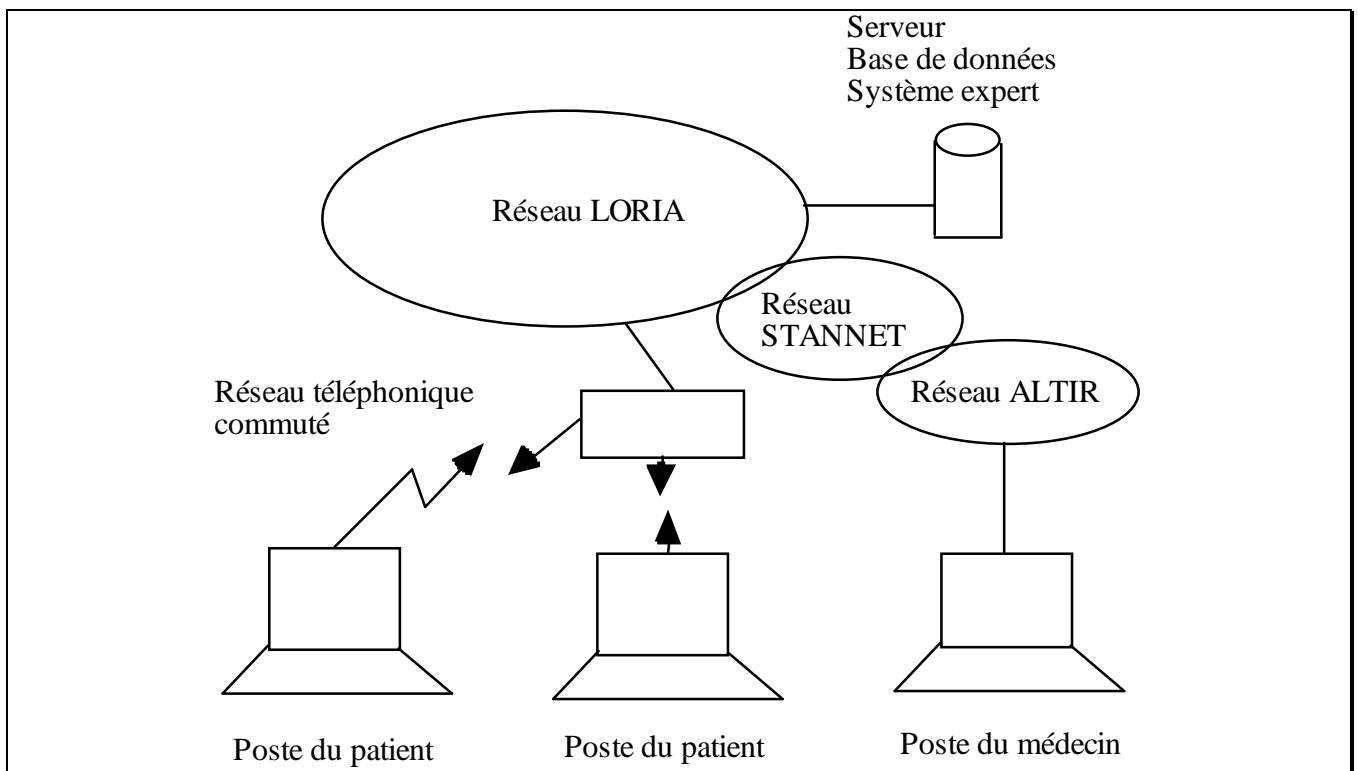 Serveur
Base de données
Système expert
Réseau LORIA
Réseau
STANNET
Réseau téléphonique
commuté
Réseau ALTIR
Poste du patient
Poste du patient
Poste du médecin